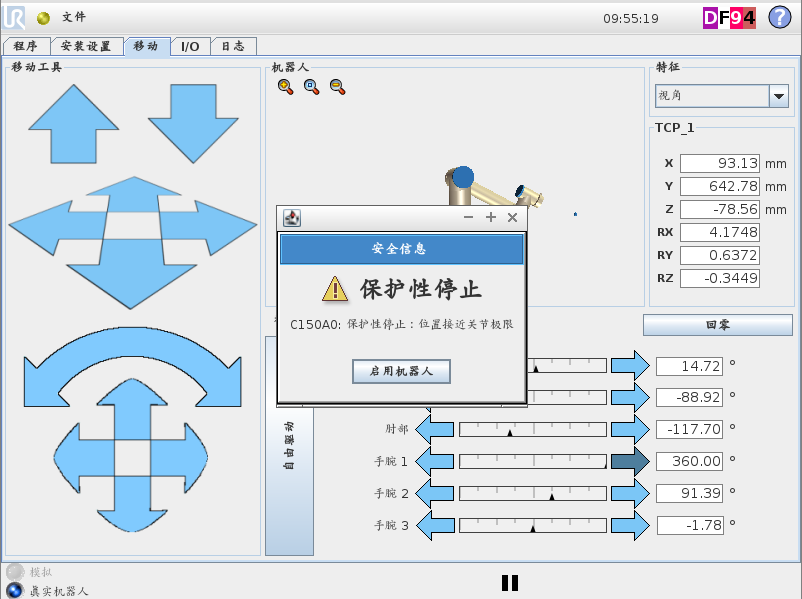 UR
文件
09:55:19
DF94
?
程序
安装设置
移动
I/O
日志
移动工具
机器人
特征
视角
TCP_1
X 93.13 mm
Y 642.78 mm
Z -78.56 mm
RX 4.1748
RY 0.6372
RZ -0.3449
回零
安全信息
保护性停止
C150A0: 保护性停止：位置接近关节极限
启用机器人
14.72 °
-88.92 °
肘部 -117.70 °
手腕 1 360.00 °
手腕 2 91.39 °
手腕 3 -1.78 °
自由驱动
模拟
真实机器人